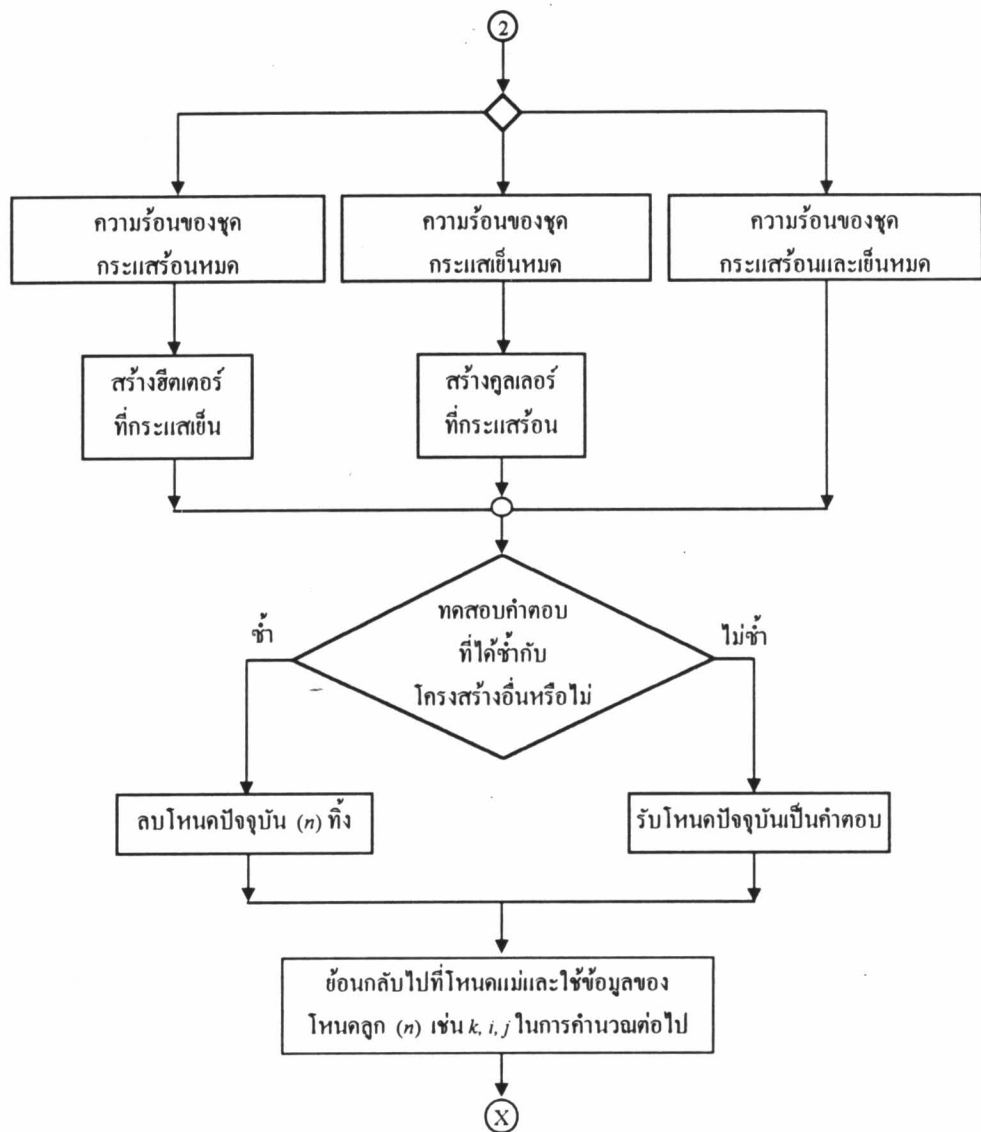 2
ความร้อนของชุด
กระแสร้อนหมด
ความร้อนของชุด
กระแสเย็นหมด
ความร้อนของชุด
กระแสร้อนและเย็นหมด
สร้างฮีตเตอร์
ที่กระแสเย็น
สร้างคูลเลอร์
ที่กระแสร้อน
ทดสอบคำตอบ
ที่ได้ซ้ำกับ
โครงสร้างอื่นหรือไม่
ซ้ำ
ไม่ซ้ำ
ลบโหนดปัจจุบัน (n) ทิ้ง
รับโหนดปัจจุบันเป็นคำตอบ
ย้อนกลับไปที่โหนดแม่และใช้ข้อมูลของ
โหนดลูก (n) เช่น k, i, j ในการคำนวณต่อไป
X